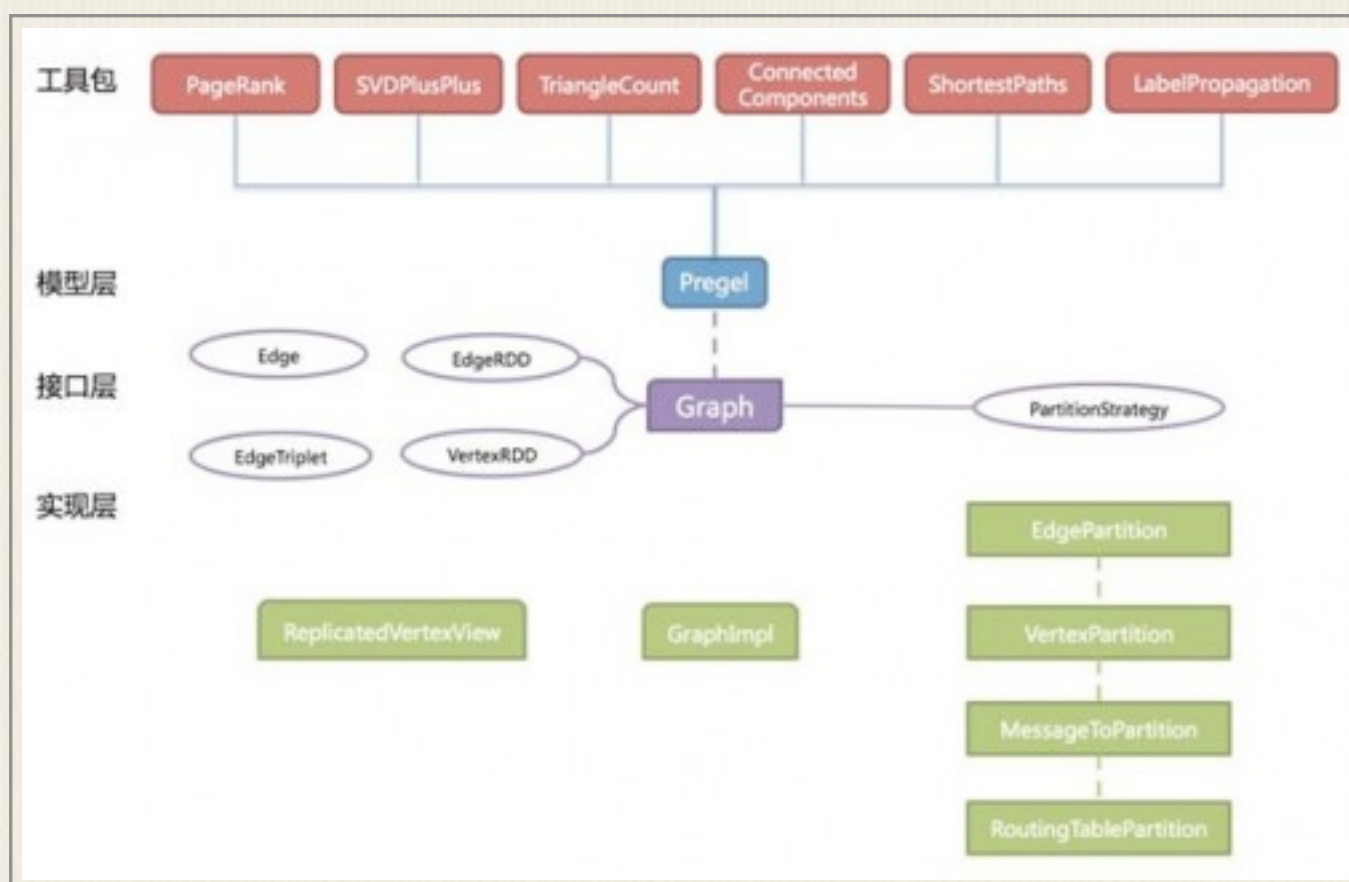 工具包
PageRank
SVDPlusPlus
TriangleCount
Connected
Components
ShortestPaths
LabelPropagation
模型层
Pregel
接口层
Edge
EdgeRDD
Graph
PartitionStrategy
EdgeTriplet
VertexRDD
实现层
EdgePartition
ReplicatedVertexView
GraphImpl
VertexPartition
MessageToPartition
RoutingTablePartition